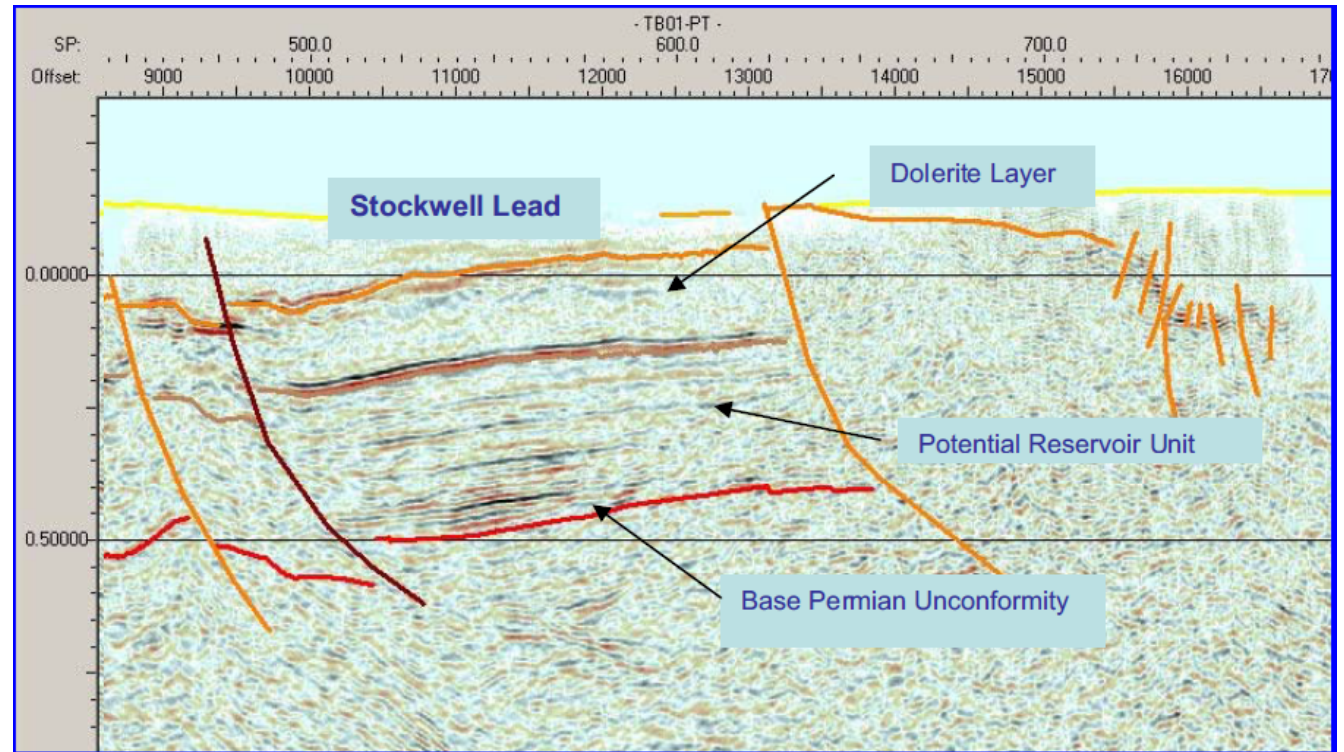 - TB01-PT -
SP: 500.0 600.0 700.0
Offset: 9000 10000 11000 12000 13000 14000 15000 16000 170
Dolerite Layer
Stockwell Lead
0.00000
Potential Reservoir Unit
0.50000
Base Permian Unconformity